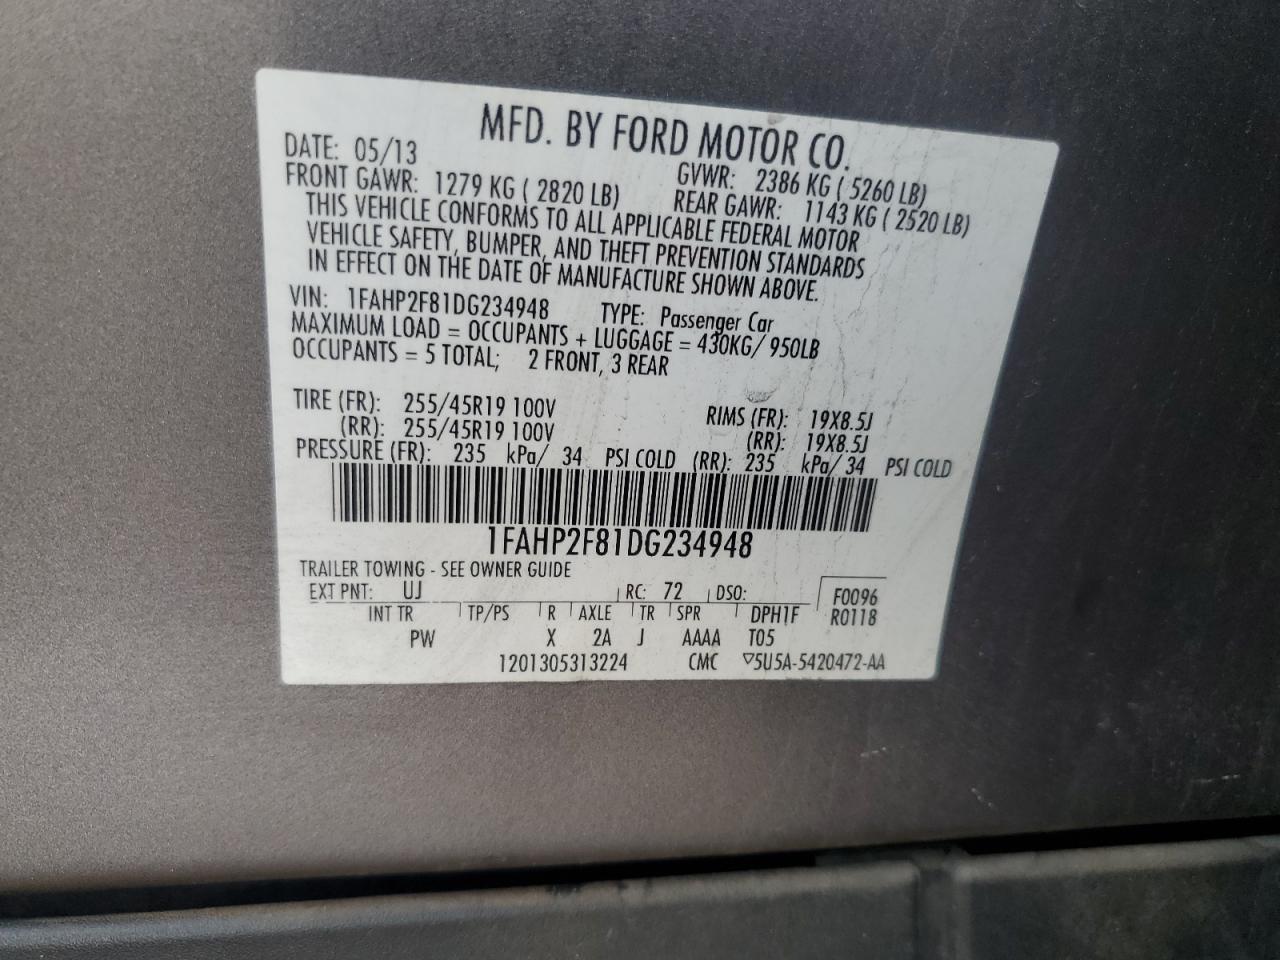 MFD. BY FORD MOTOR CO.
DATE: 05/13 GVWR: 2386 KG ( 5260 LB)
FRONT GAWR: 1279 KG ( 2820 LB) REAR GAWR: 1143 KG ( 2520 LB)
THIS VEHICLE CONFORMS TO ALL APPLICABLE FEDERAL MOTOR
VEHICLE SAFETY, BUMPER, AND THEFT PREVENTION STANDARDS
IN EFFECT ON THE DATE OF MANUFACTURE SHOWN ABOVE.
VIN: 1FAHP2F81DG234948 TYPE: Passenger Car
MAXIMUM LOAD = OCCUPANTS + LUGGAGE = 430KG/ 950LB
OCCUPANTS = 5 TOTAL; 2 FRONT, 3 REAR
TIRE (FR): 255/45R19 100V RIMS (FR): 19X8.5J
(RR): 255/45R19 100V (RR): 19X8.5J
PRESSURE (FR): 235 kPa/ 34 PSI COLD (RR): 235 kPa/ 34 PSI COLD
1FAHP2F81DG234948
TRAILER TOWING - SEE OWNER GUIDE
EXT PNT: UJ RC: 72 DSO: F0096
INT TR TP/PS R AXLE TR SPR DPH1F R0118
PW X 2A J AAAA T05
1201305313224 CMC ▽5U5A-5420472-AA